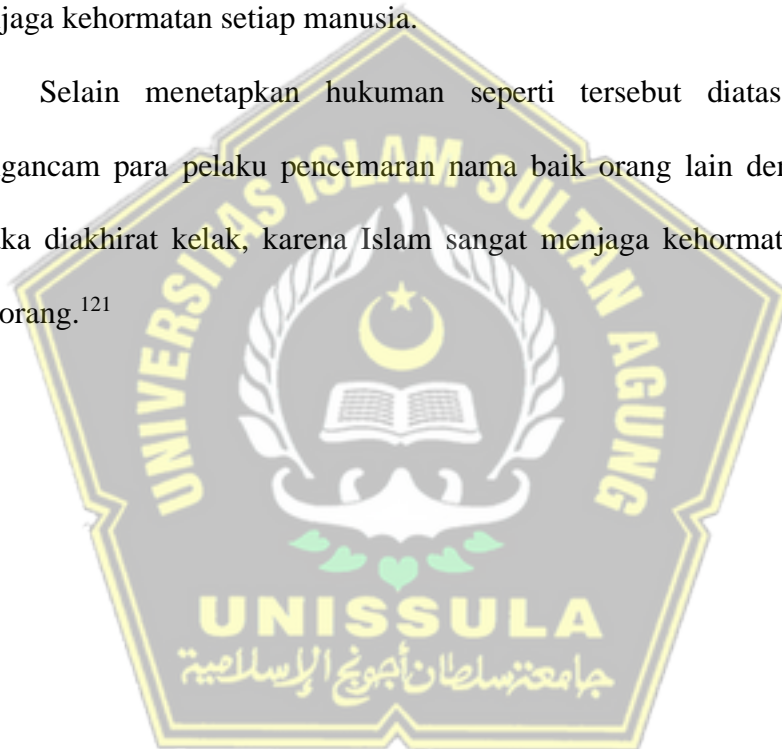 jaga kehormatan setiap manusia.
Selain menetapkan hukuman seperti tersebut diatas
gancam para pelaku pencemaran nama baik orang lain der
ka diakhirat kelak, karena Islam sangat menjaga kehormat
orang.121
UNIVERSITAS ISLAM SULTAN AGUNG
UNISSULA
جامعة سلطان أجونج الإسلامية